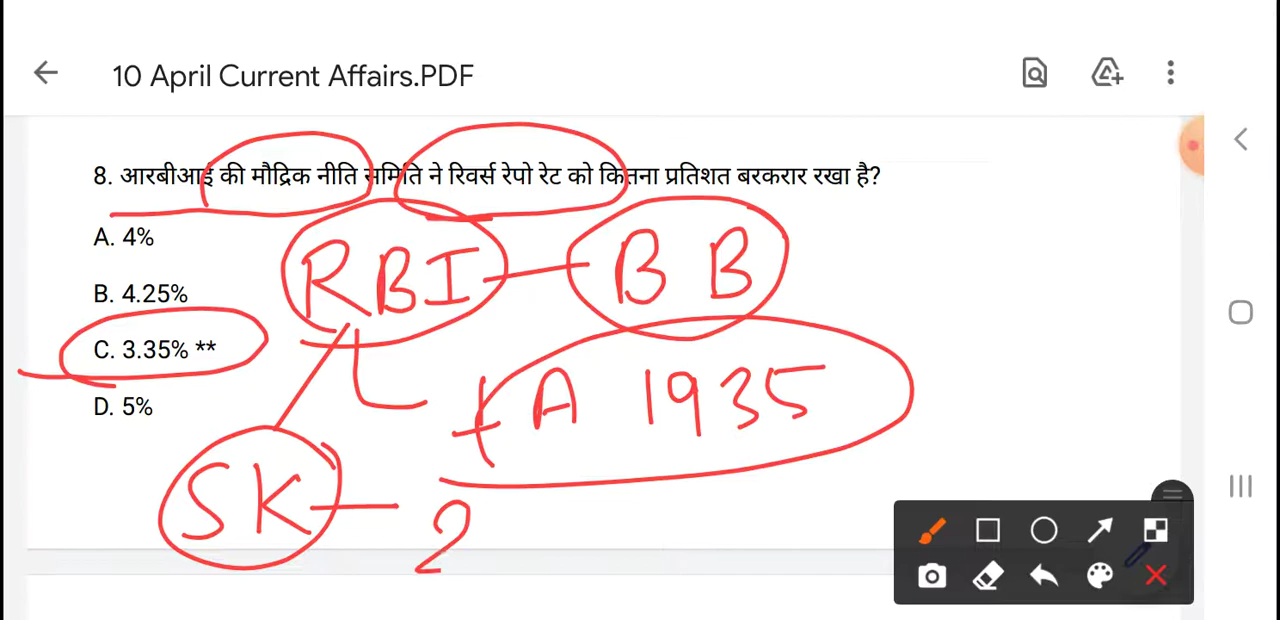 10 April Current Affairs.PDF
8. आरबीआई की मौद्रिक नीति समिति ने रिवर्स रेपो रेट को कितना प्रतिशत बरकरार रखा है?
A. 4%
RBI — BB
B. 4.25%
C. 3.35% **
1 A 1935
D. 5%
SK — 2